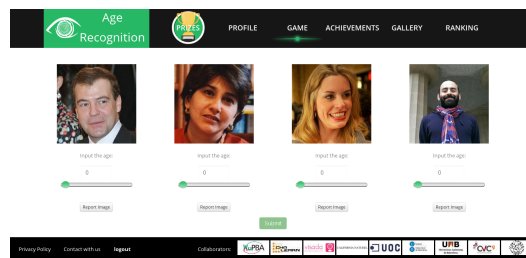 Age
Recognition
PRIZES
PROFILE
GAME
ACHIEVEMENTS
GALLERY
RANKING
Input the age:
Input the age:
Input the age:
Input the age:
0
0
0
0
Report Image
Report Image
Report Image
Report Image
Submit
Privacy Policy
Contact with us
logout
Collaborators:
UOC
UMB
CVC